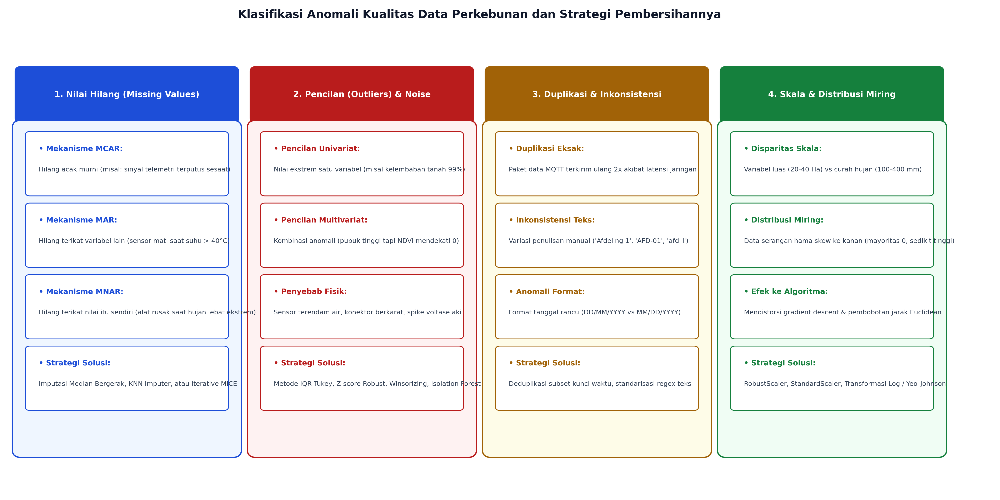 Klasifikasi Anomali Kualitas Data Perkebunan dan Strategi Pembersihannya
1. Nilai Hilang (Missing Values)
• Mekanisme MCAR:
Hilang acak murni (misal: sinyal telemetri terputus sesaat)
• Mekanisme MAR:
Hilang terikat variabel lain (sensor mati saat suhu > 40°C)
• Mekanisme MNAR:
Hilang terikat nilai itu sendiri (alat rusak saat hujan lebat ekstrem)
• Strategi Solusi:
Imputasi Median Bergerak, KNN Imputer, atau Iterative MICE
2. Pencilan (Outliers) & Noise
• Pencilan Univariat:
Nilai ekstrem satu variabel (misal kelembaban tanah 99%)
• Pencilan Multivariat:
Kombinasi anomali (pupuk tinggi tapi NDVI mendekati 0)
• Penyebab Fisik:
Sensor terendam air, konektor berkarat, spike voltase aki
• Strategi Solusi:
Metode IQR Tukey, Z-score Robust, Winsorizing, Isolation Forest
3. Duplikasi & Inkonsistensi
• Duplikasi Eksak:
Paket data MQTT terkirim ulang 2x akibat latensi jaringan
• Inkonsistensi Teks:
Variasi penulisan manual ('Afdeling 1', 'AFD-01', 'afd_i')
• Anomali Format:
Format tanggal rancu (DD/MM/YYYY vs MM/DD/YYYY)
• Strategi Solusi:
Deduplikasi subset kunci waktu, standarisasi regex teks
4. Skala & Distribusi Miring
• Disparitas Skala:
Variabel luas (20-40 Ha) vs curah hujan (100-400 mm)
• Distribusi Miring:
Data serangan hama skew ke kanan (mayoritas 0, sedikit tinggi)
• Efek ke Algoritma:
Mendistorsi gradient descent & pembobotan jarak Euclidean
• Strategi Solusi:
RobustScaler, StandardScaler, Transformasi Log / Yeo-Johnson